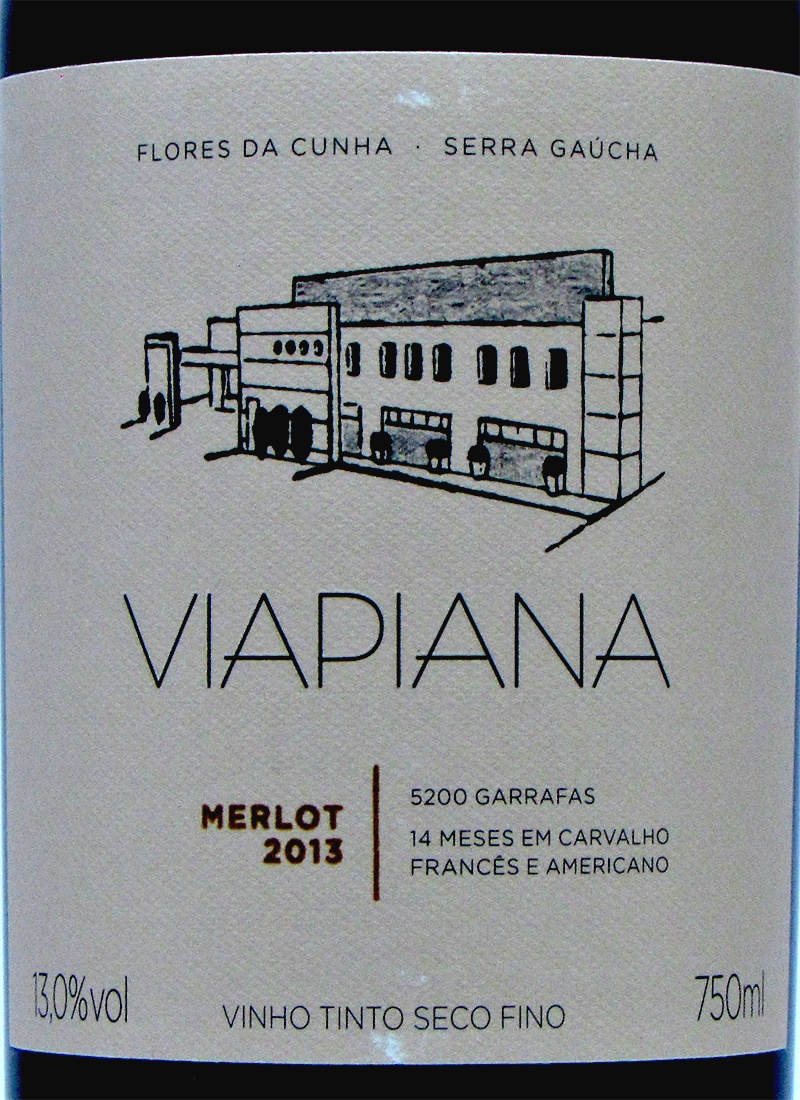 FLORES DA CUNHA · SERRA GAÚCHA
VIAPIANA
MERLOT
2013
5200 GARRAFAS
14 MESES EM CARVALHO
FRANCÊS E AMERICANO
13,0%vol
VINHO TINTO SECO FINO
750ml